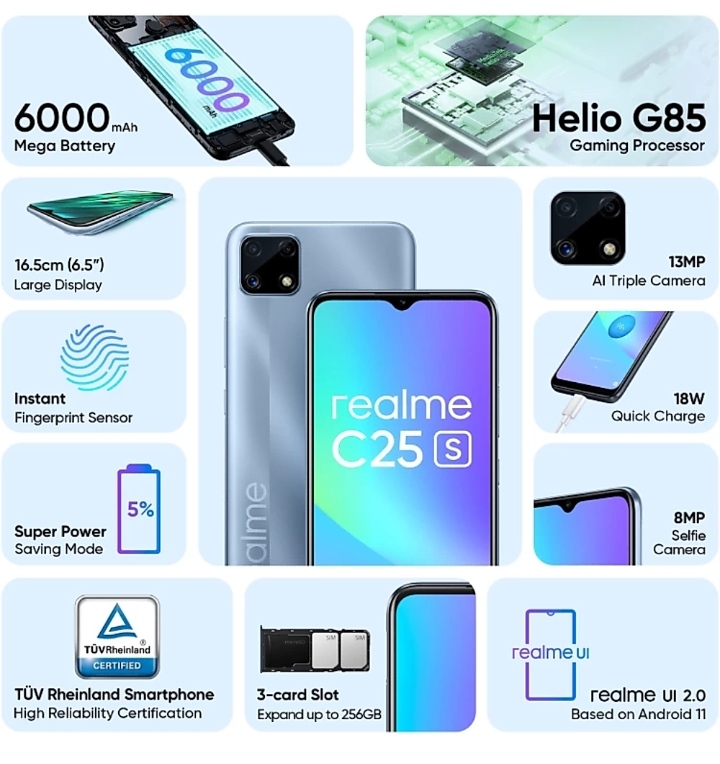 6000
mAh
6000mAh
Mega Battery
Helio G85
Gaming Processor
16.5cm (6.5”)
Large Display
13MP
AI Triple Camera
Instant
Fingerprint Sensor
realme
C25 S
realme
18W
Quick Charge
5%
Super Power
Saving Mode
8MP
Selfie
Camera
TÜVRheinland®
CERTIFIED
TÜV Rheinland Smartphone
High Reliability Certification
SIM
SIM
3-card Slot
Expand up to 256GB
realme UI
realme UI 2.0
Based on Android 11